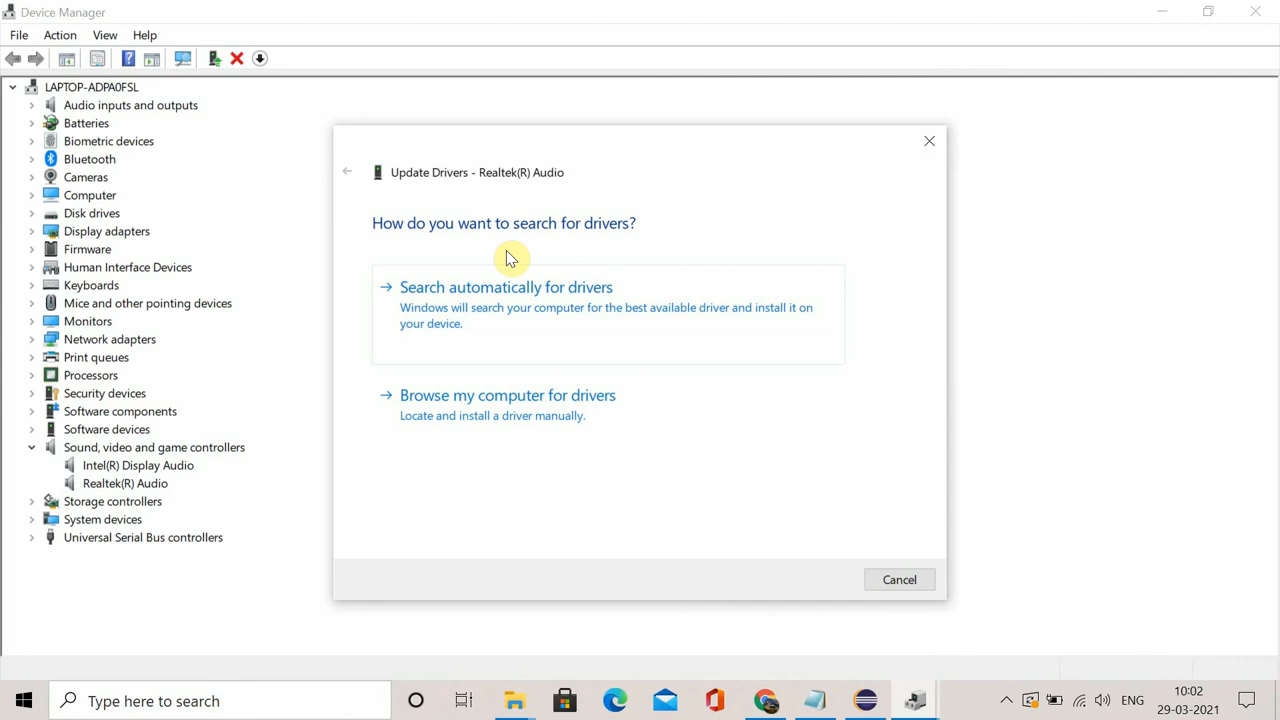 Device Manager
File Action View Help
LAPTOP-ADPA0FSL
Audio inputs and outputs
Batteries
Biometric devices
Bluetooth
Cameras
Computer
Disk drives
Display adapters
Firmware
Human Interface Devices
Keyboards
Mice and other pointing devices
Monitors
Network adapters
Print queues
Processors
Security devices
Software components
Software devices
Sound, video and game controllers
Intel(R) Display Audio
Realtek(R) Audio
Storage controllers
System devices
Universal Serial Bus controllers
Update Drivers - Realtek(R) Audio
How do you want to search for drivers?
Search automatically for drivers
Windows will search your computer for the best available driver and install it on
your device.
Browse my computer for drivers
Locate and install a driver manually.
Cancel
Type here to search
ENG
10:02
29-03-2021